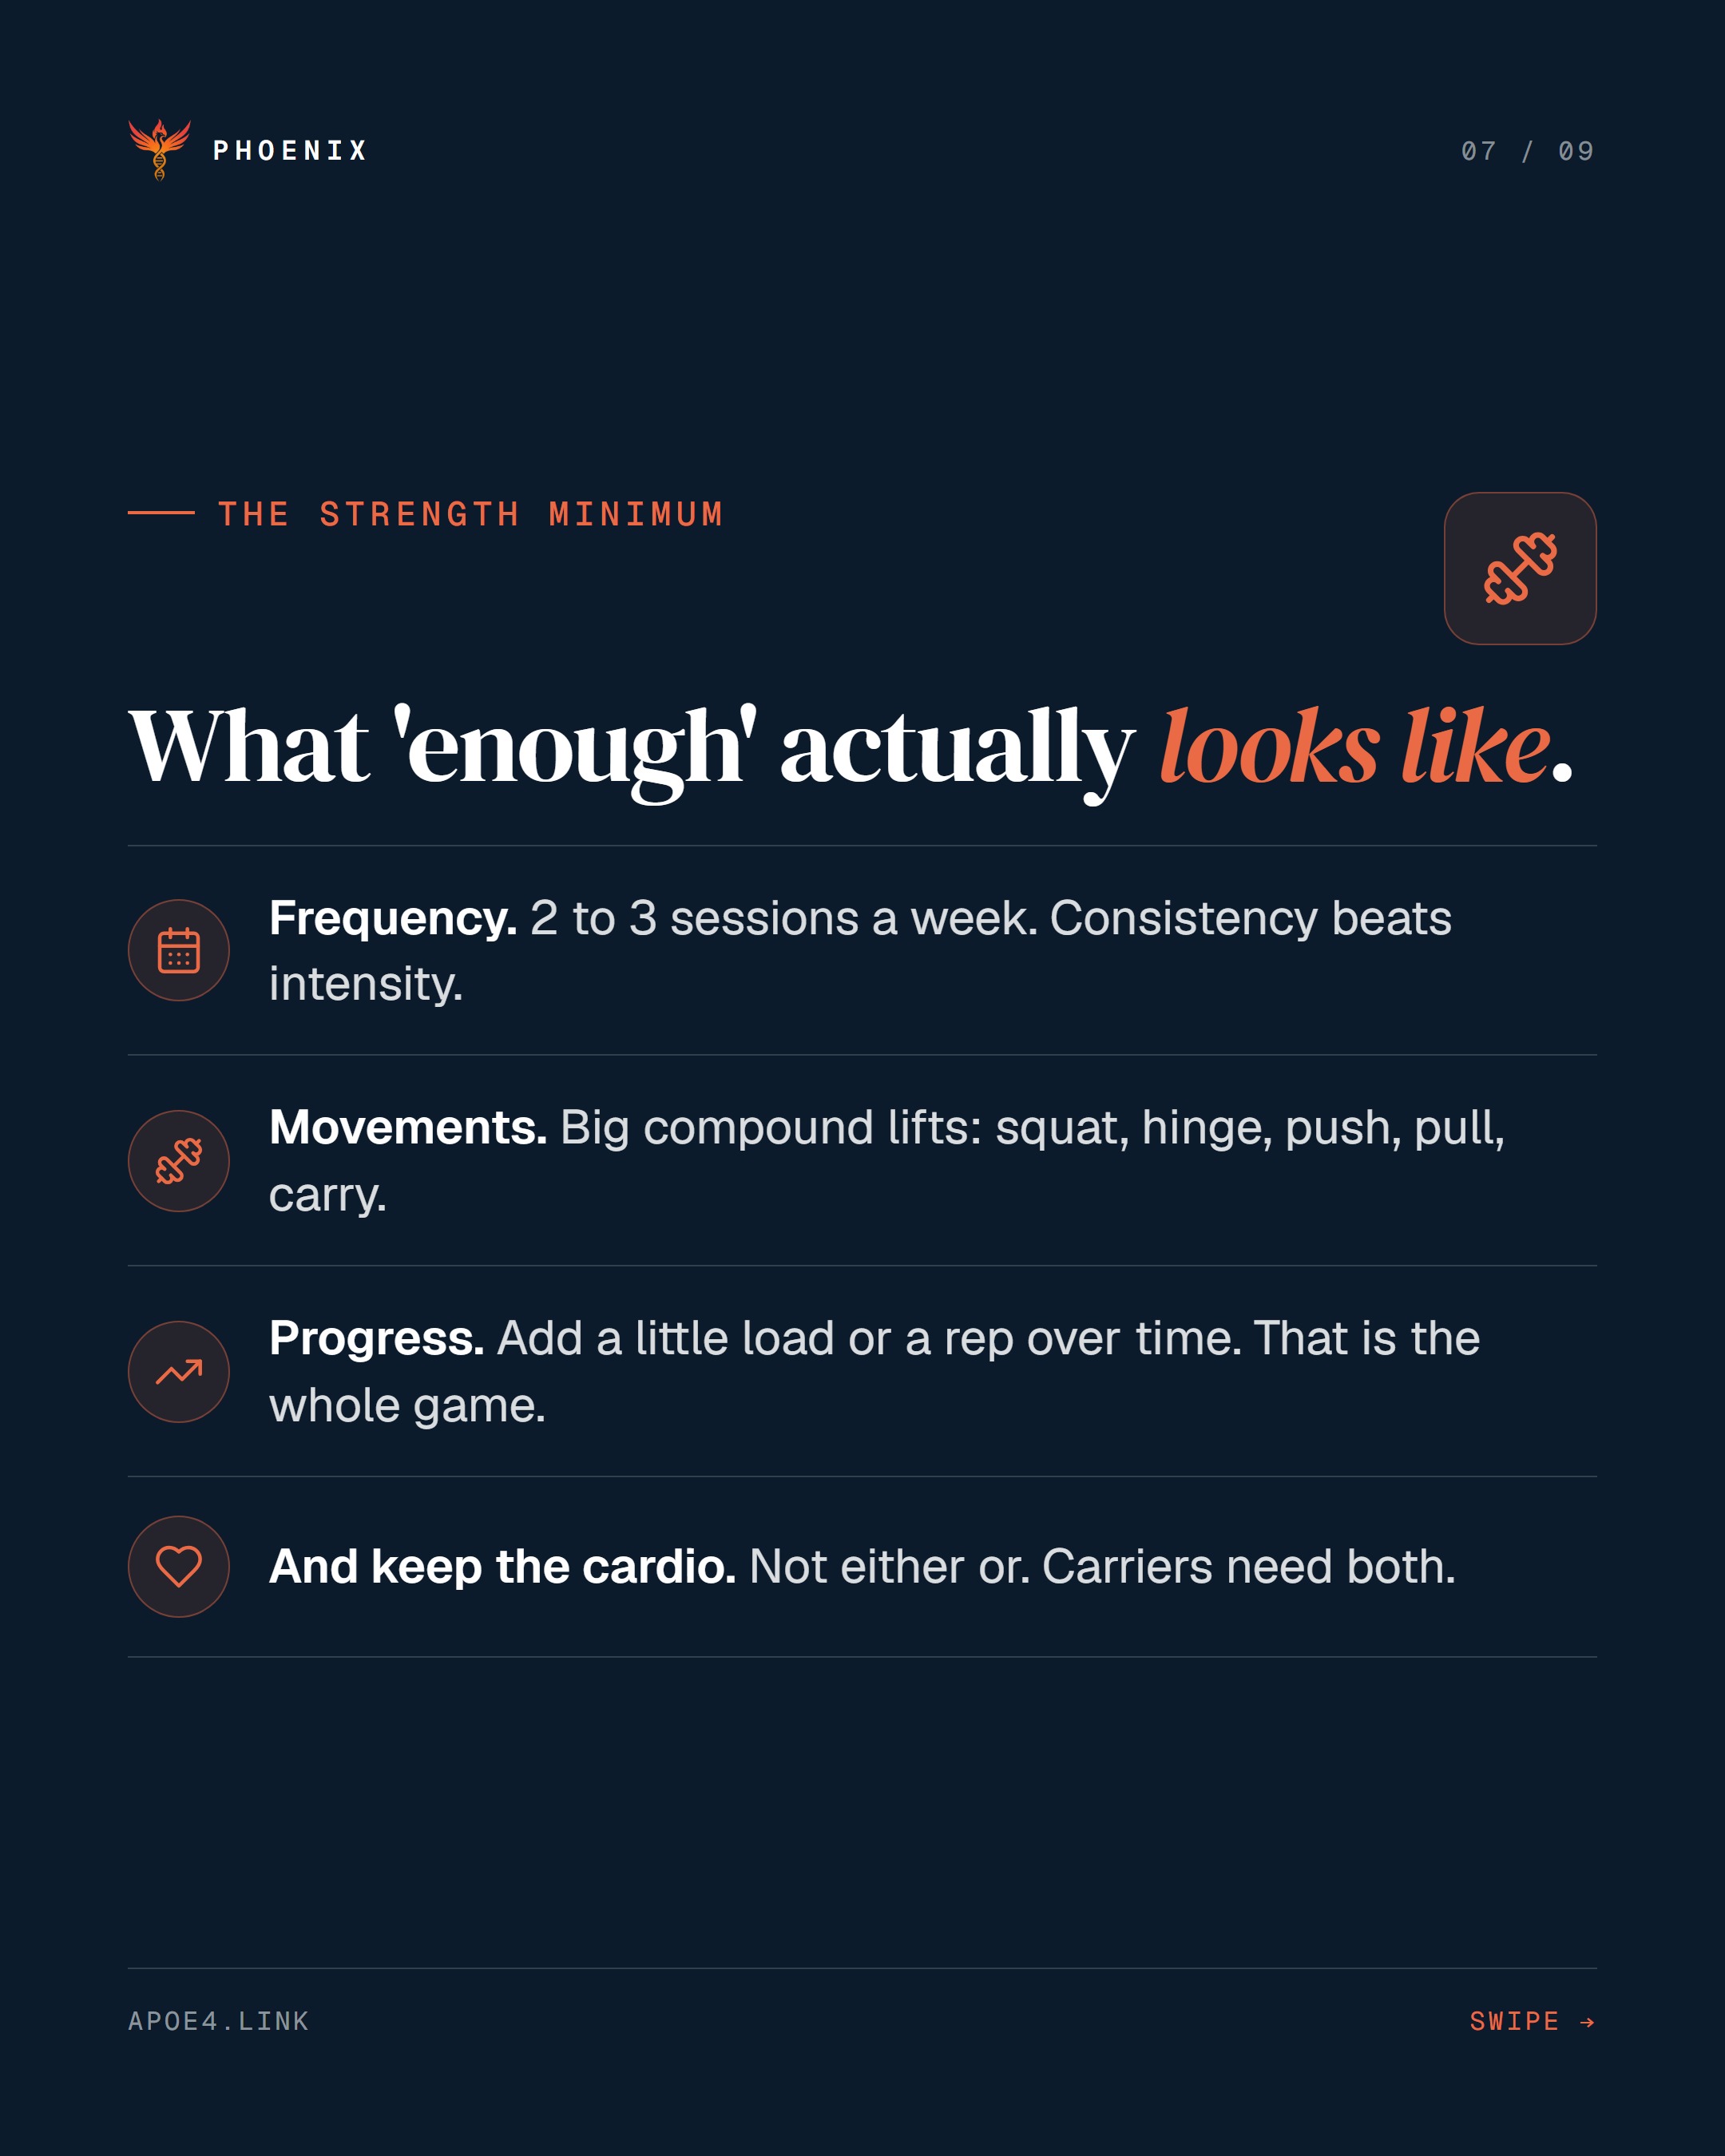 PHOENIX
07 / 09
THE STRENGTH MINIMUM
What 'enough' actually looks like.
Frequency. 2 to 3 sessions a week. Consistency beats
intensity.
Movements. Big compound lifts: squat, hinge, push, pull,
carry.
Progress. Add a little load or a rep over time. That is the
whole game.
And keep the cardio. Not either or. Carriers need both.
APOE4.LINK
SWIPE →